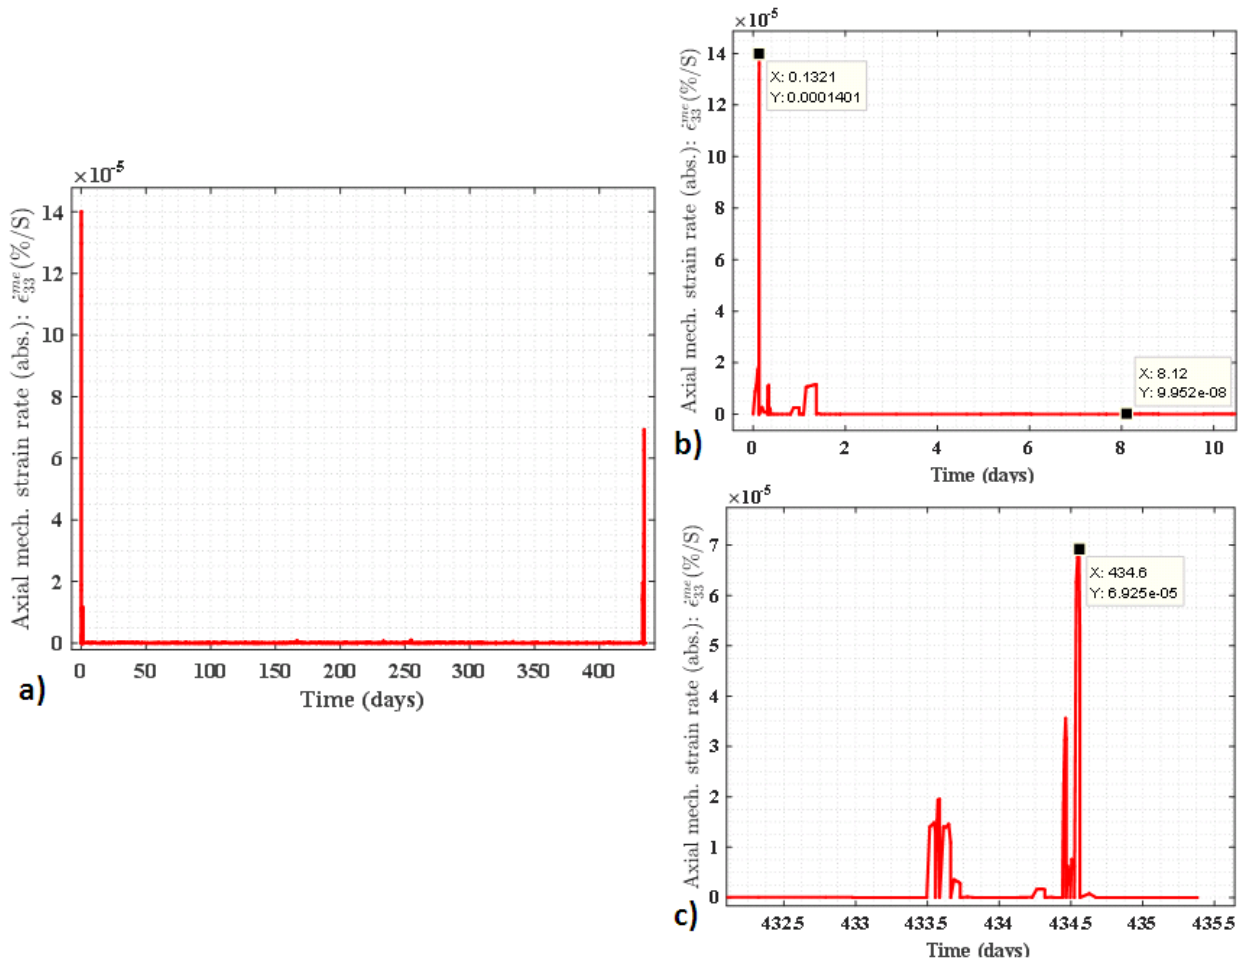 ×10⁻⁵
14
12
10
8
6
4
2
0
Axial mech. strain rate (abs.): ε̇₃₃ᵐᵉ(%/S)
0 50 100 150 200 250 300 350 400
Time (days)
a)
×10⁻⁵
14
12
10
8
6
4
2
0
Axial mech. strain rate (abs.): ε̇₃₃ᵐᵉ(%/S)
X: 0.1321
Y: 0.0001401
X: 8.12
Y: 9.952e-08
0 2 4 6 8 10
Time (days)
b)
×10⁻⁵
7
6
5
4
3
2
1
0
Axial mech. strain rate (abs.): ε̇₃₃ᵐᵉ(%/S)
X: 434.6
Y: 6.925e-05
432.5 433 433.5 434 434.5 435 435.5
Time (days)
c)